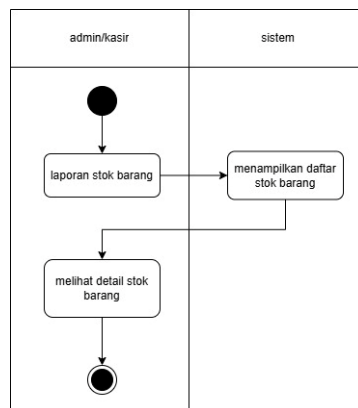 admin/kasir
sistem
laporan stok barang
menampilkan daftar
stok barang
melihat detail stok
barang